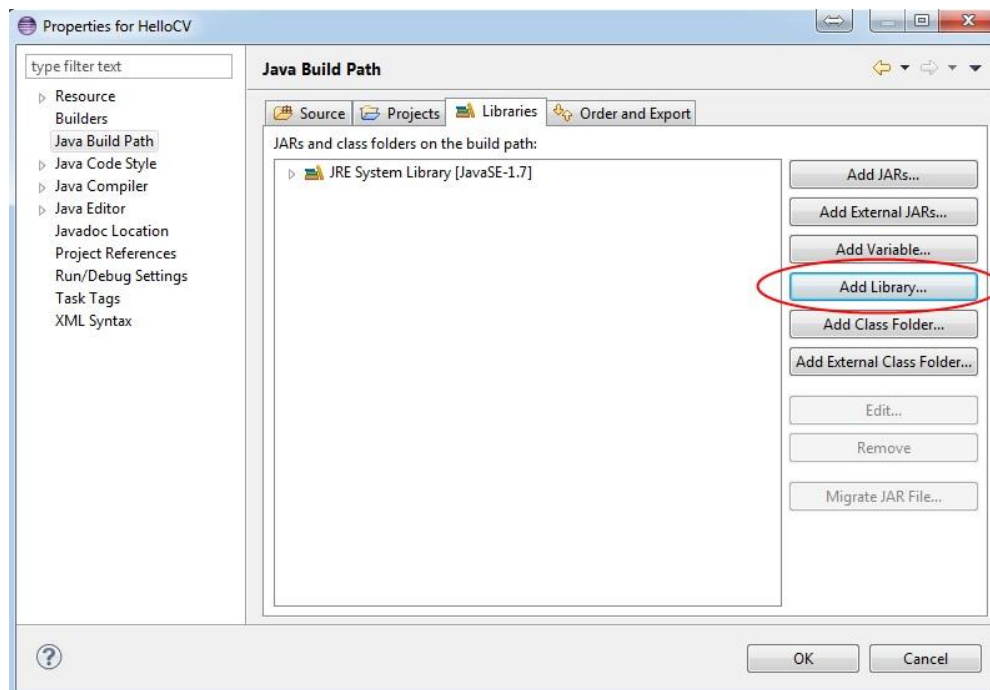 Properties for HelloCV
type filter text
Resource
Builders
Java Build Path
Java Code Style
Java Compiler
Java Editor
Javadoc Location
Project References
Run/Debug Settings
Task Tags
XML Syntax
Java Build Path
Source Projects Libraries Order and Export
JARs and class folders on the build path:
JRE System Library [JavaSE-1.7]
Add JARs...
Add External JARs...
Add Variable...
Add Library...
Add Class Folder...
Add External Class Folder...
Edit...
Remove
Migrate JAR File...
OK Cancel